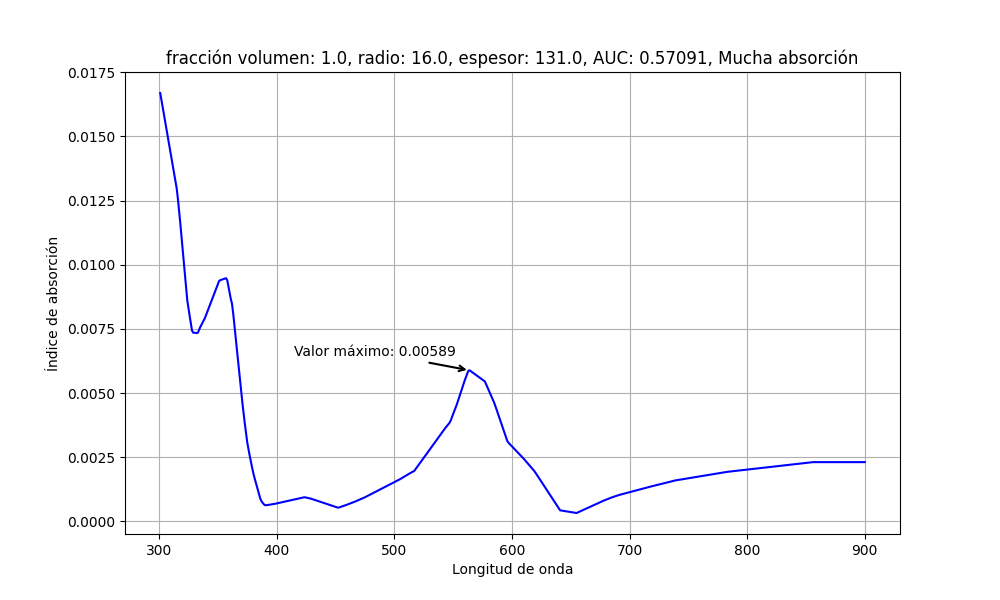 fracción volumen: 1.0, radio: 16.0, espesor: 131.0, AUC: 0.57091, Mucha absorción
0.0175
0.0150
0.0125
0.0100
0.0075
0.0050
0.0025
0.0000
Índice de absorción
Valor máximo: 0.00589
300 400 500 600 700 800 900
Longitud de onda